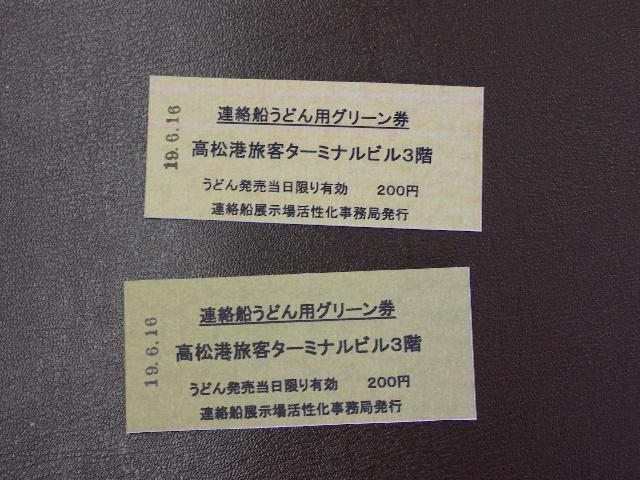 19.6.16
連絡船うどん用グリーン券
高松港旅客ターミナルビル3階
うどん発売当日限り有効 200円
連絡船展示場活性化事務局発行
19.6.16
連絡船うどん用グリーン券
高松港旅客ターミナルビル3階
うどん発売当日限り有効 200円
連絡船展示場活性化事務局発行